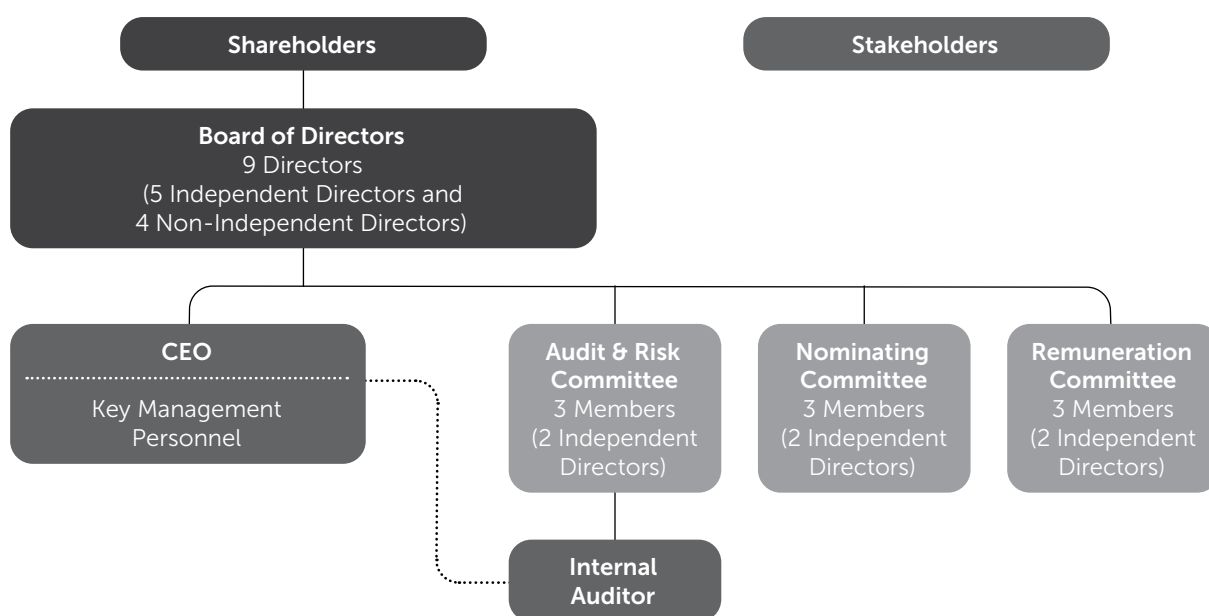 Shareholders
Stakeholders
Board of Directors
9 Directors
(5 Independent Directors and
4 Non-Independent Directors)
CEO
Key Management
Personnel
Audit & Risk
Committee
3 Members
(2 Independent
Directors)
Nominating
Committee
3 Members
(2 Independent
Directors)
Remuneration
Committee
3 Members
(2 Independent
Directors)
Internal
Auditor